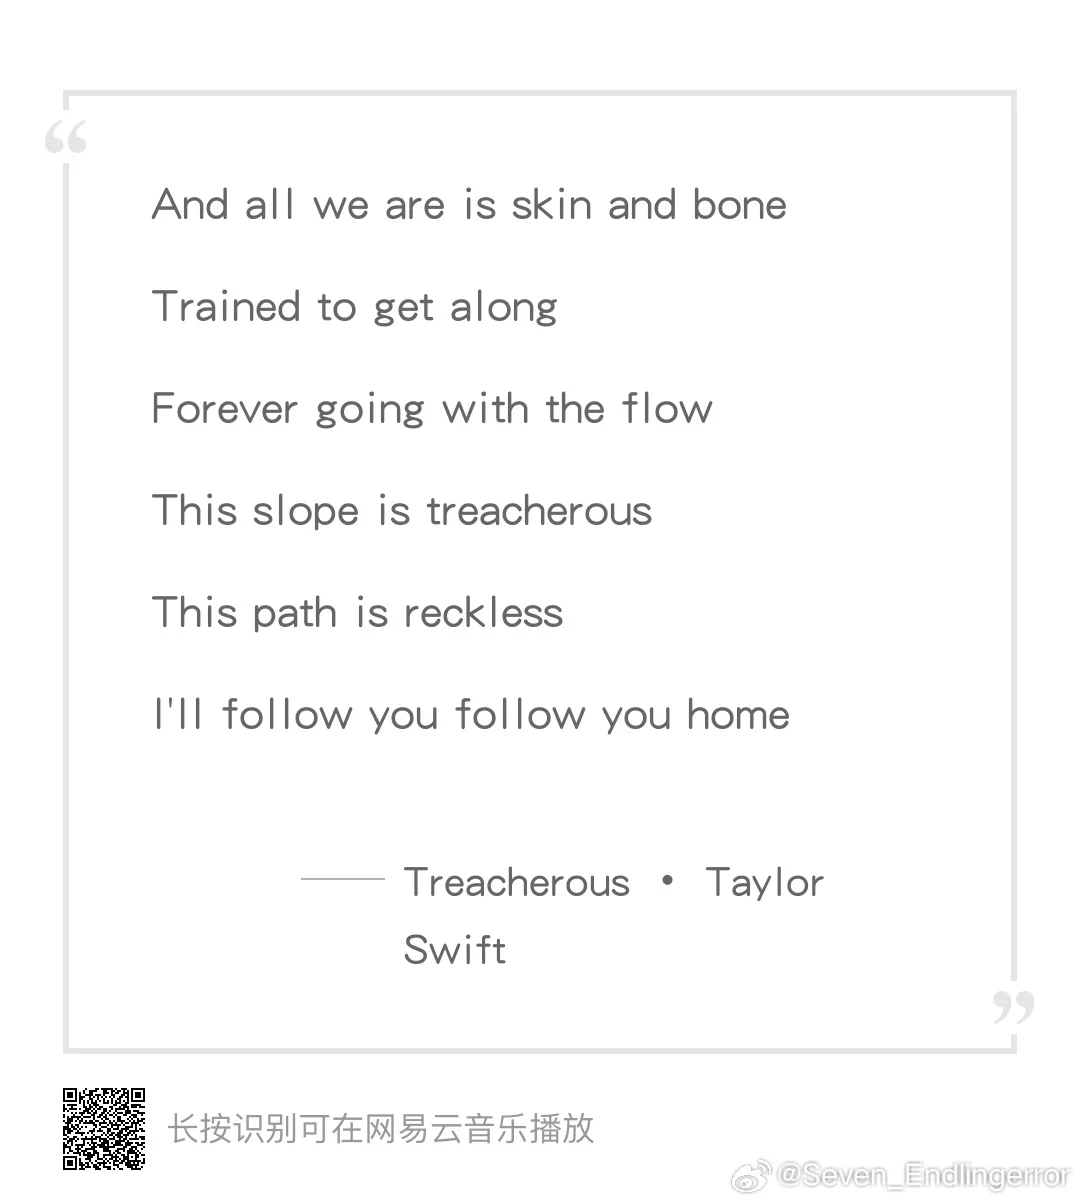 “
And all we are is skin and bone
Trained to get along
Forever going with the flow
This slope is treacherous
This path is reckless
I'll follow you follow you home
—— Treacherous • Taylor
Swift
”
长按识别可在网易云音乐播放
@Seven_Endlingerror